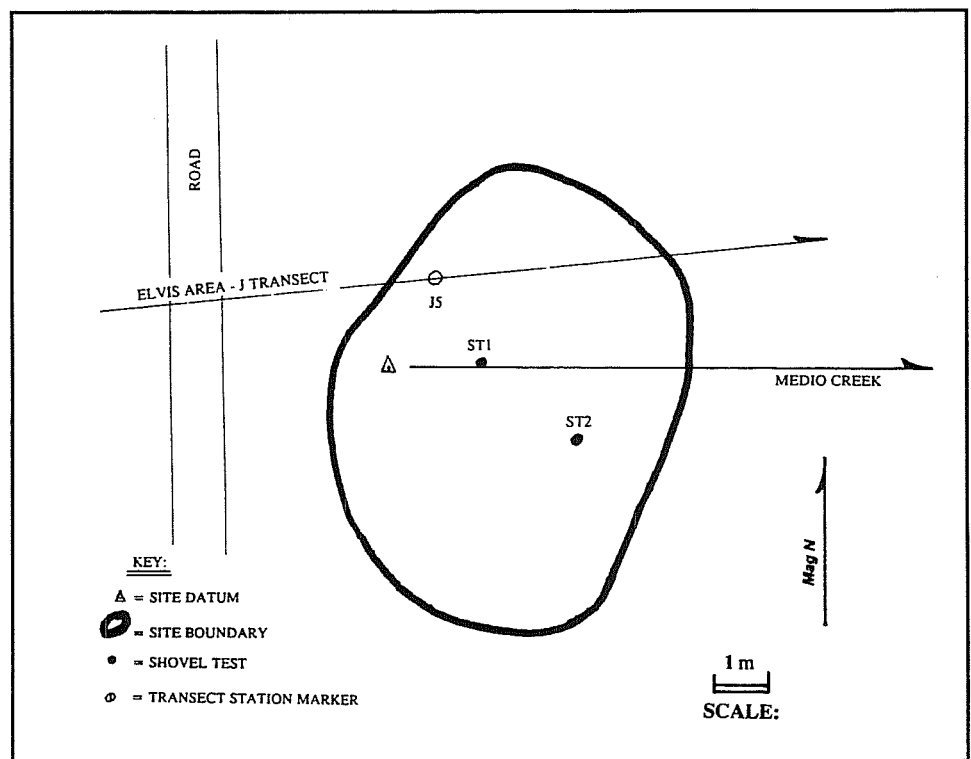 ROAD
ELVIS AREA - J TRANSECT
J5
ST1
MEDIO CREEK
ST2
Mag N
KEY:
= SITE DATUM
= SITE BOUNDARY
= SHOVEL TEST
= TRANSECT STATION MARKER
1 m
SCALE: